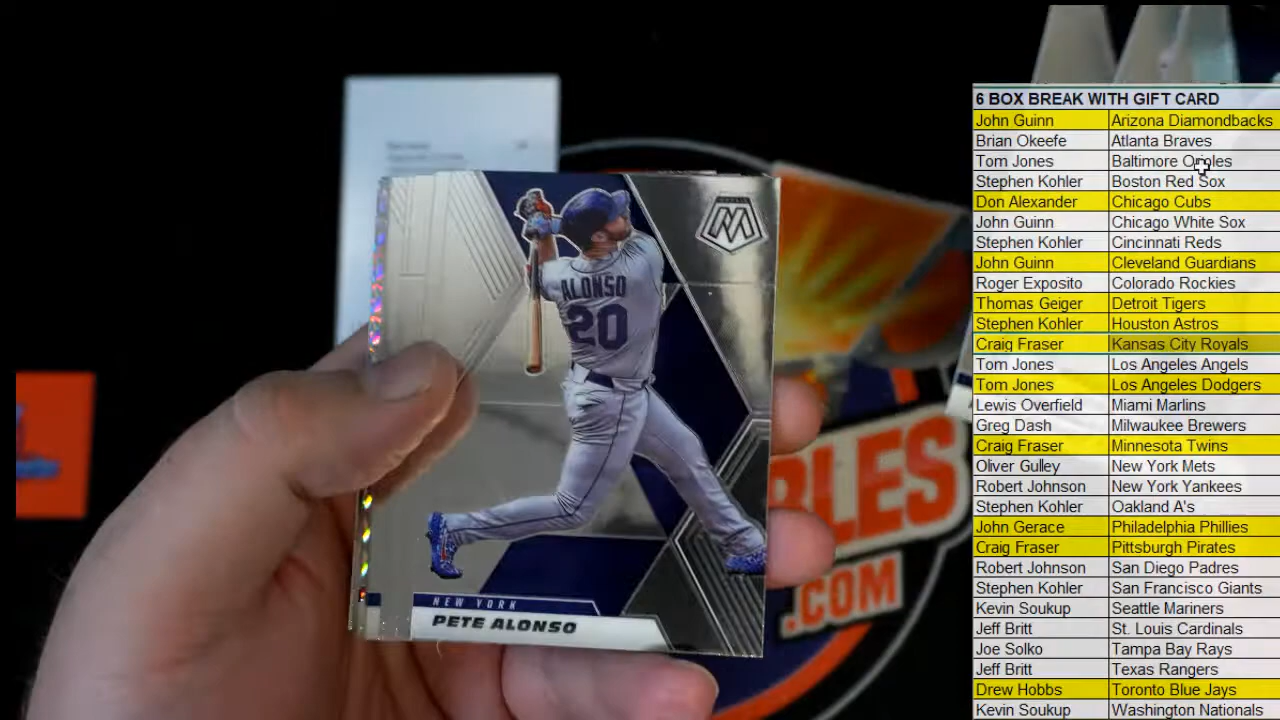 6 BOX BREAK WITH GIFT CARD
John Guinn Arizona Diamondbacks
Brian Okeefe Atlanta Braves
Tom Jones Baltimore Orioles
Stephen Kohler Boston Red Sox
Don Alexander Chicago Cubs
John Guinn Chicago White Sox
Stephen Kohler Cincinnati Reds
John Guinn Cleveland Guardians
Roger Exposito Colorado Rockies
Thomas Geiger Detroit Tigers
Stephen Kohler Houston Astros
Craig Fraser Kansas City Royals
Tom Jones Los Angeles Angels
Tom Jones Los Angeles Dodgers
Lewis Overfield Miami Marlins
Greg Dash Milwaukee Brewers
Craig Fraser Minnesota Twins
Oliver Gulley New York Mets
Robert Johnson New York Yankees
Stephen Kohler Oakland A's
John Gerace Philadelphia Phillies
Craig Fraser Pittsburgh Pirates
Robert Johnson San Diego Padres
Stephen Kohler San Francisco Giants
Kevin Soukup Seattle Mariners
Jeff Britt St. Louis Cardinals
Joe Solko Tampa Bay Rays
Jeff Britt Texas Rangers
Drew Hobbs Toronto Blue Jays
Kevin Soukup Washington Nationals
M
ALONSO
20
NEW YORK
PETE ALONSO
BLES
.COM